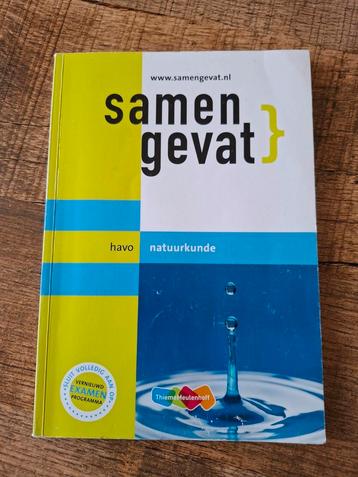 www.samengevat.nl
samen
gevat}
havo natuurkunde
SLUIT VOLLEDIG AAN OP
VERNIEUWD
EXAMEN
PROGRAMMA
ThiemeMeulenhoff